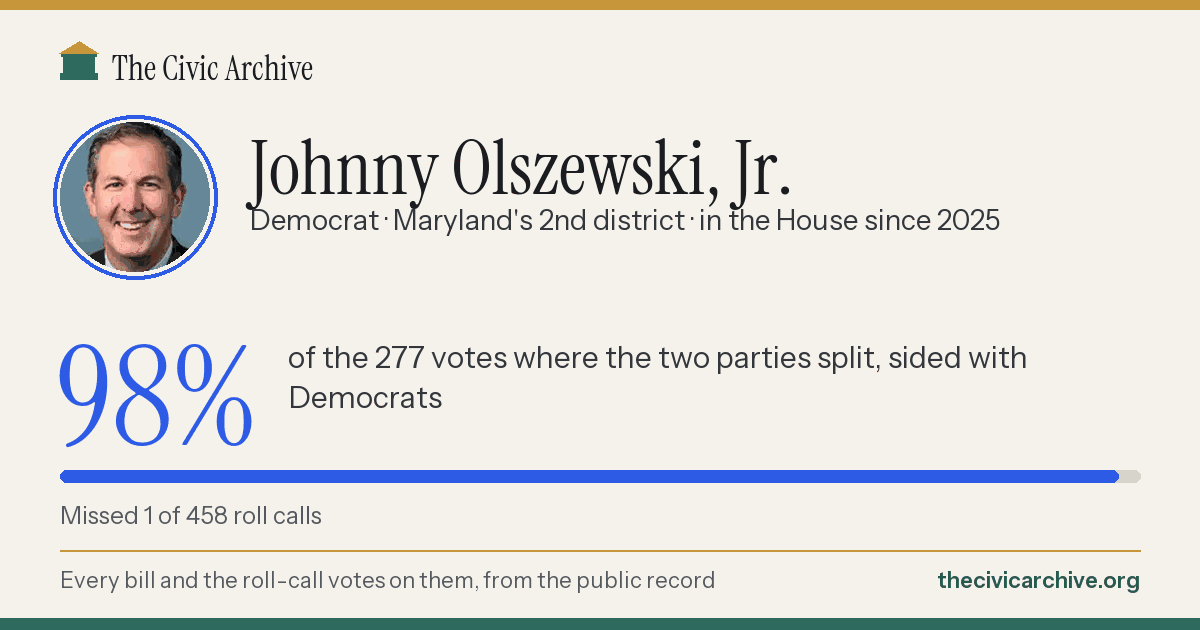 The Civic Archive
Johnny Olszewski, Jr.
Democrat · Maryland's 2nd district · in the House since 2025
98%
of the 277 votes where the two parties split, sided with
Democrats
Missed 1 of 458 roll calls
Every bill and the roll-call votes on them, from the public record
thecivicarchive.org